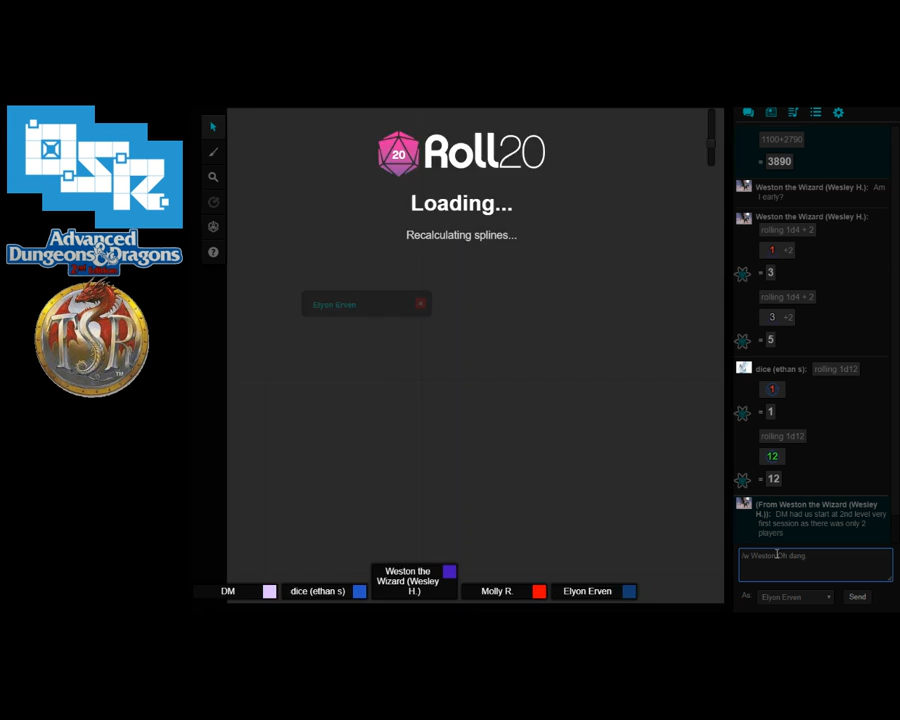 OSR
Advanced
Dungeons & Dragons
2nd Edition
TSR
TM
20
Roll20
Loading...
Recalculating splines...
Elyon Erven
1100+2790
= 3890
Weston the Wizard (Wesley H.): Am
I early?
Weston the Wizard (Wesley H.):
rolling 1d4 + 2
1 +2
= 3
rolling 1d4 + 2
3 +2
= 5
dice (ethan s): rolling 1d12
1
= 1
rolling 1d12
12
= 12
(From Weston the Wizard (Wesley
H.)): DM had us start at 2nd level very
first session as there was only 2
players
/w Weston Oh dang
As: Elyon Erven
Send
DM
dice (ethan s)
Weston the
Wizard (Wesley
H.)
Molly R.
Elyon Erven